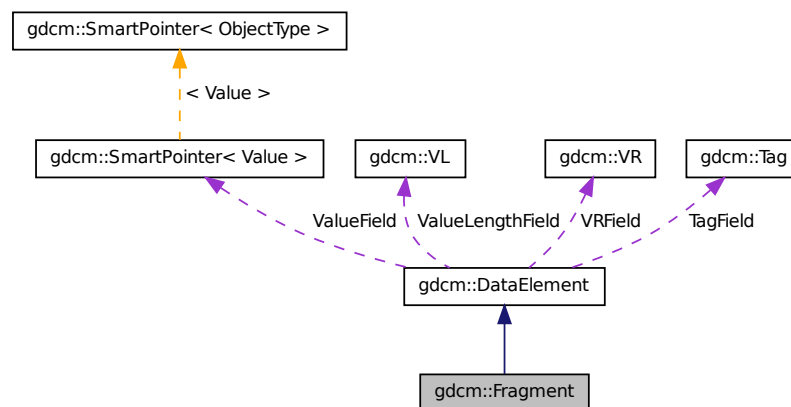 gdcm::SmartPointer< ObjectType >
< Value >
gdcm::SmartPointer< Value >
gdcm::VL
gdcm::VR
gdcm::Tag
ValueField
ValueLengthField
VRField
TagField
gdcm::DataElement
gdcm::Fragment